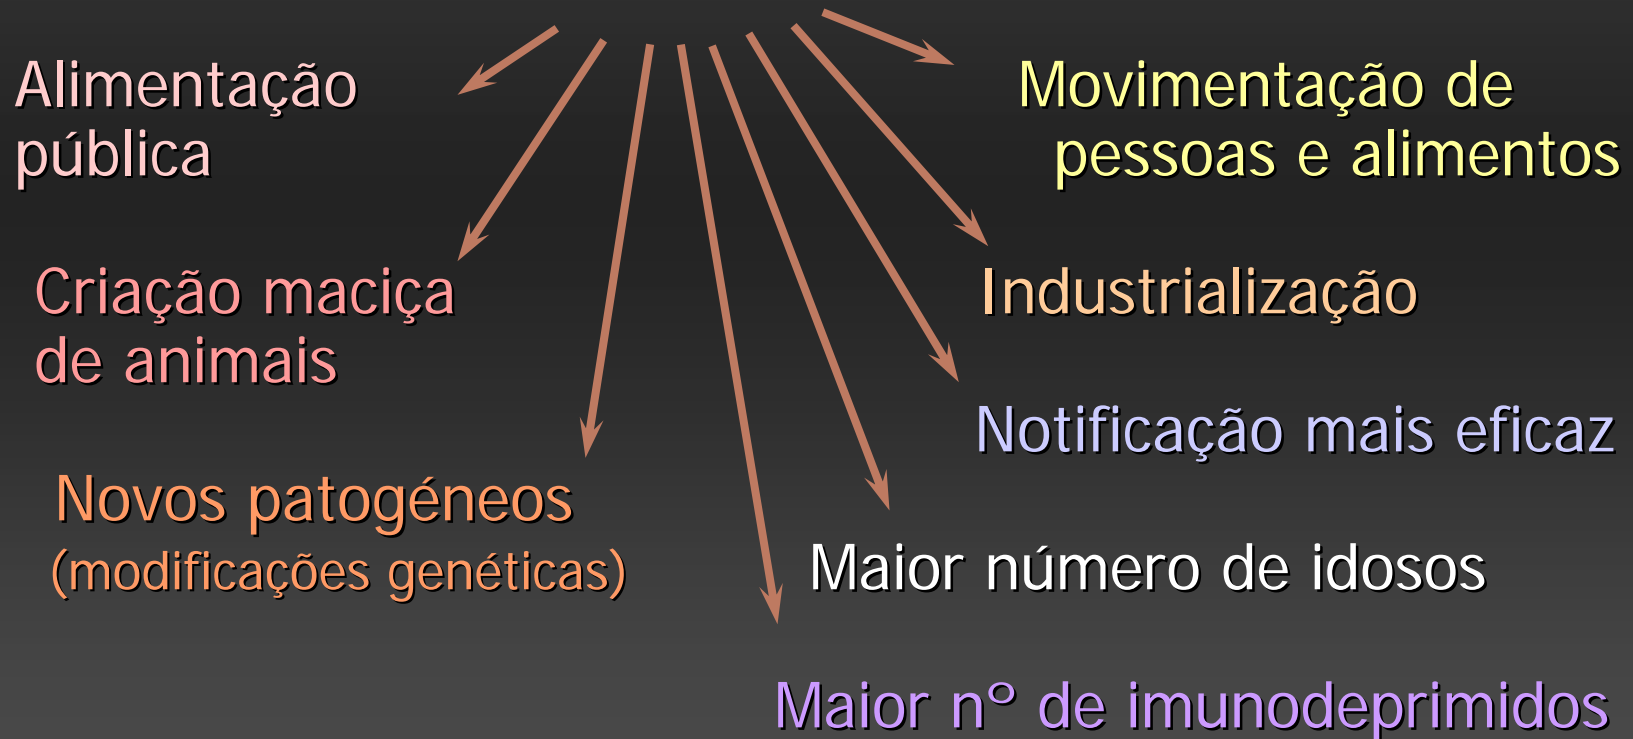 Alimentação
pública
Criação maciça
de animais
Novos patogéneos
(modificações genéticas)
Movimentação de
pessoas e alimentos
Industrialização
Notificação mais eficaz
Maior número de idosos
Maior nº de imunodeprimidos